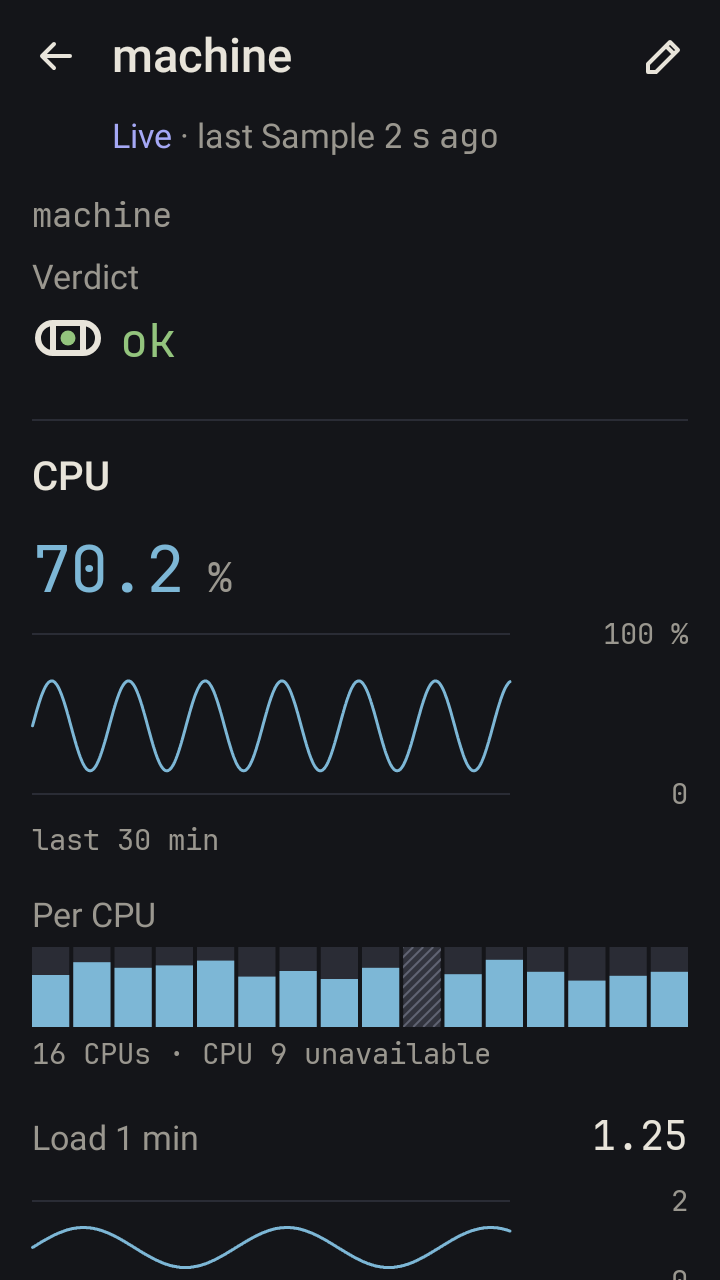 machine
Live · last Sample 2 s ago
machine
Verdict
ok
CPU
70.2 %
100 %
0
last 30 min
Per CPU
16 CPUs · CPU 9 unavailable
Load 1 min 1.25
2
0